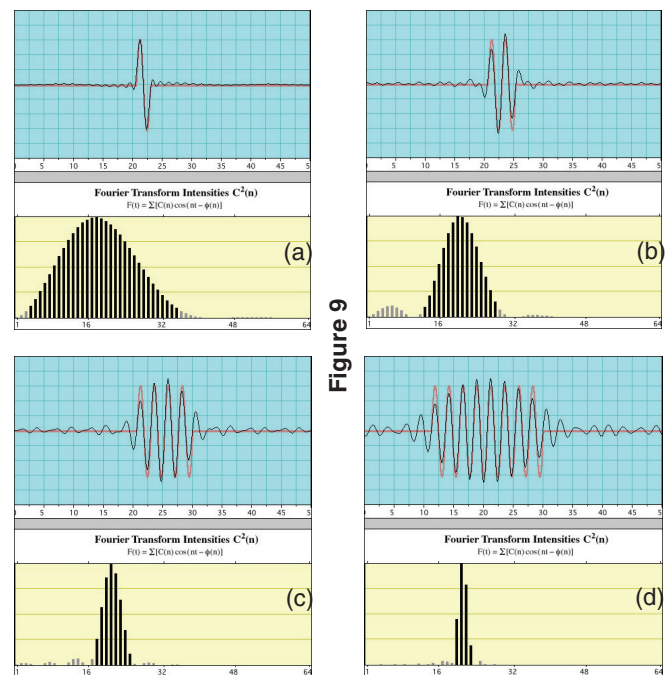 0 5 10 15 20 25 30 35 40 45 5
Fourier Transform Intensities C²(n)
F(t) = Σ[C(n) cos(nt – ϕ(n)]
(a)
1 16 32 48 64
0 5 10 15 20 25 30 35 40 45 5
Fourier Transform Intensities C²(n)
F(t) = Σ[C(n) cos(nt – ϕ(n)]
(b)
1 16 32 48 64
Figure 9
0 5 10 15 20 25 30 35 40 45 5
Fourier Transform Intensities C²(n)
F(t) = Σ[C(n) cos(nt – ϕ(n)]
(c)
1 16 32 48 64
0 5 10 15 20 25 30 35 40 45 5
Fourier Transform Intensities C²(n)
F(t) = Σ[C(n) cos(nt – ϕ(n)]
(d)
1 16 32 48 64